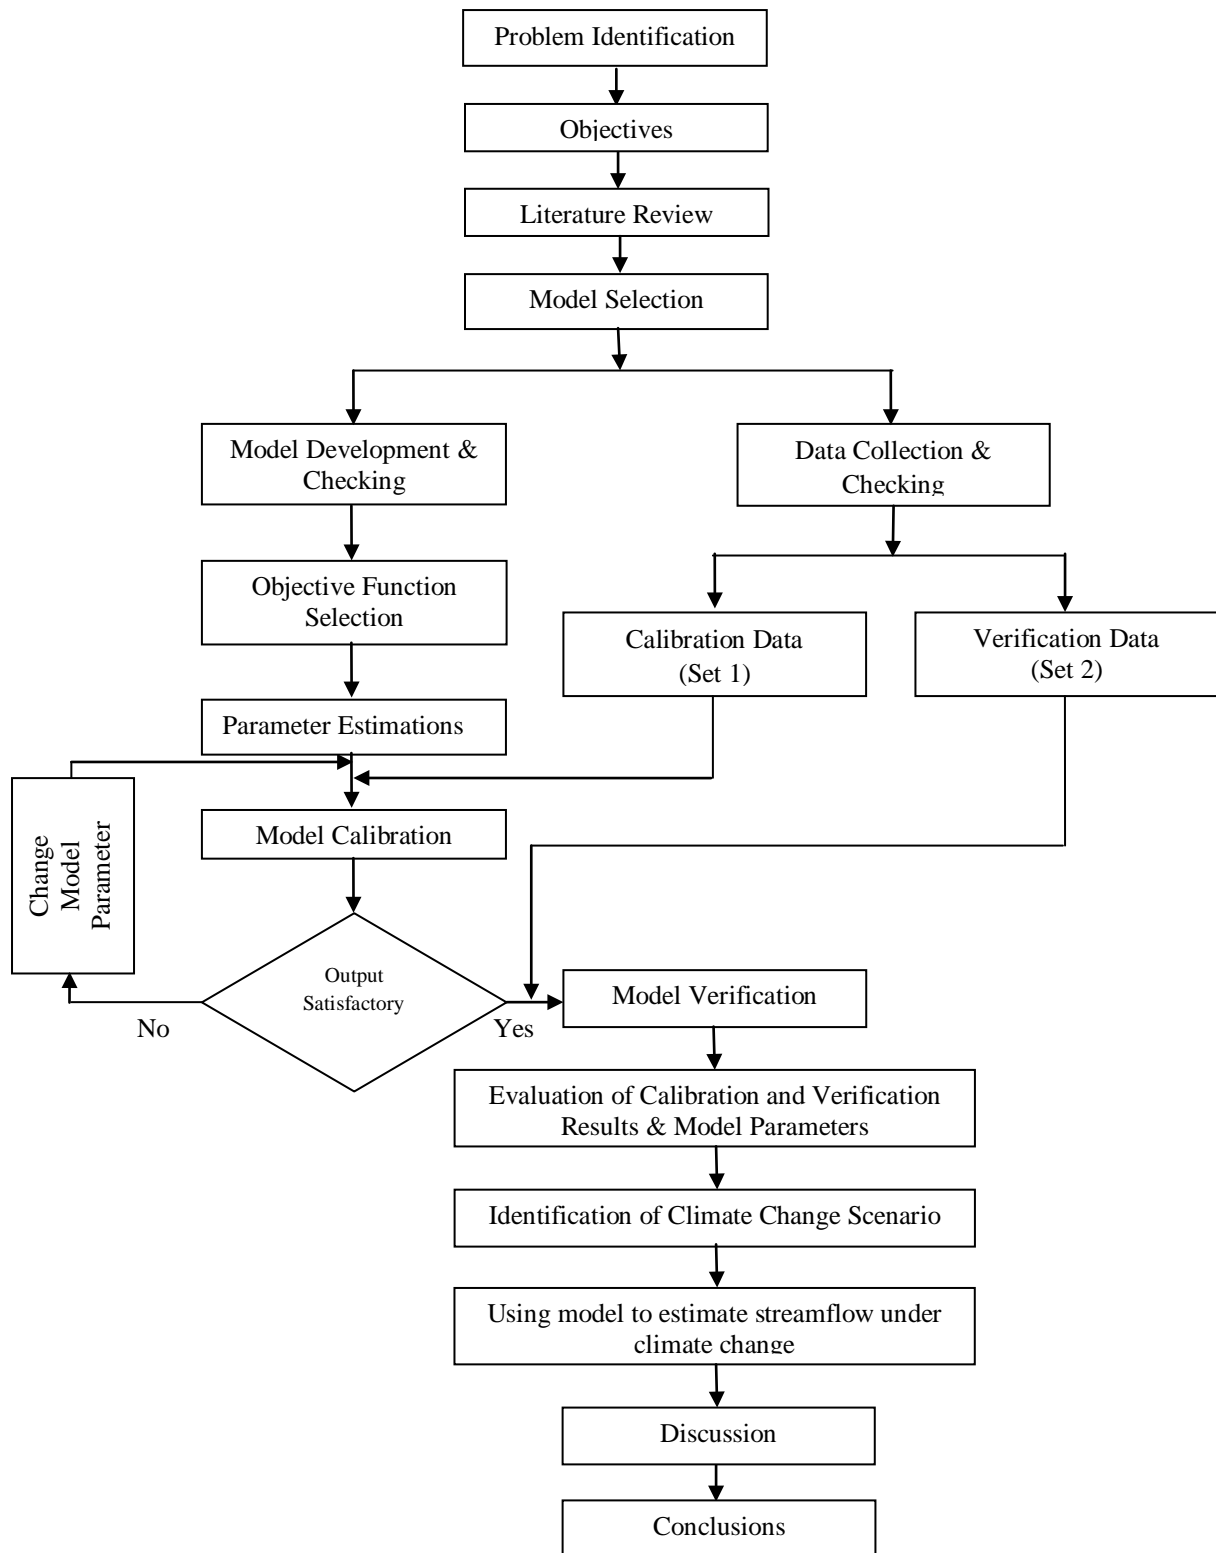 Problem Identification
Objectives
Literature Review
Model Selection
Model Development &
Checking
Data Collection &
Checking
Objective Function
Selection
Calibration Data
(Set 1)
Verification Data
(Set 2)
Parameter Estimations
Change
Model
Parameter
Model Calibration
Output
Satisfactory
No
Yes
Model Verification
Evaluation of Calibration and Verification
Results & Model Parameters
Identification of Climate Change Scenario
Using model to estimate streamflow under
climate change
Discussion
Conclusions